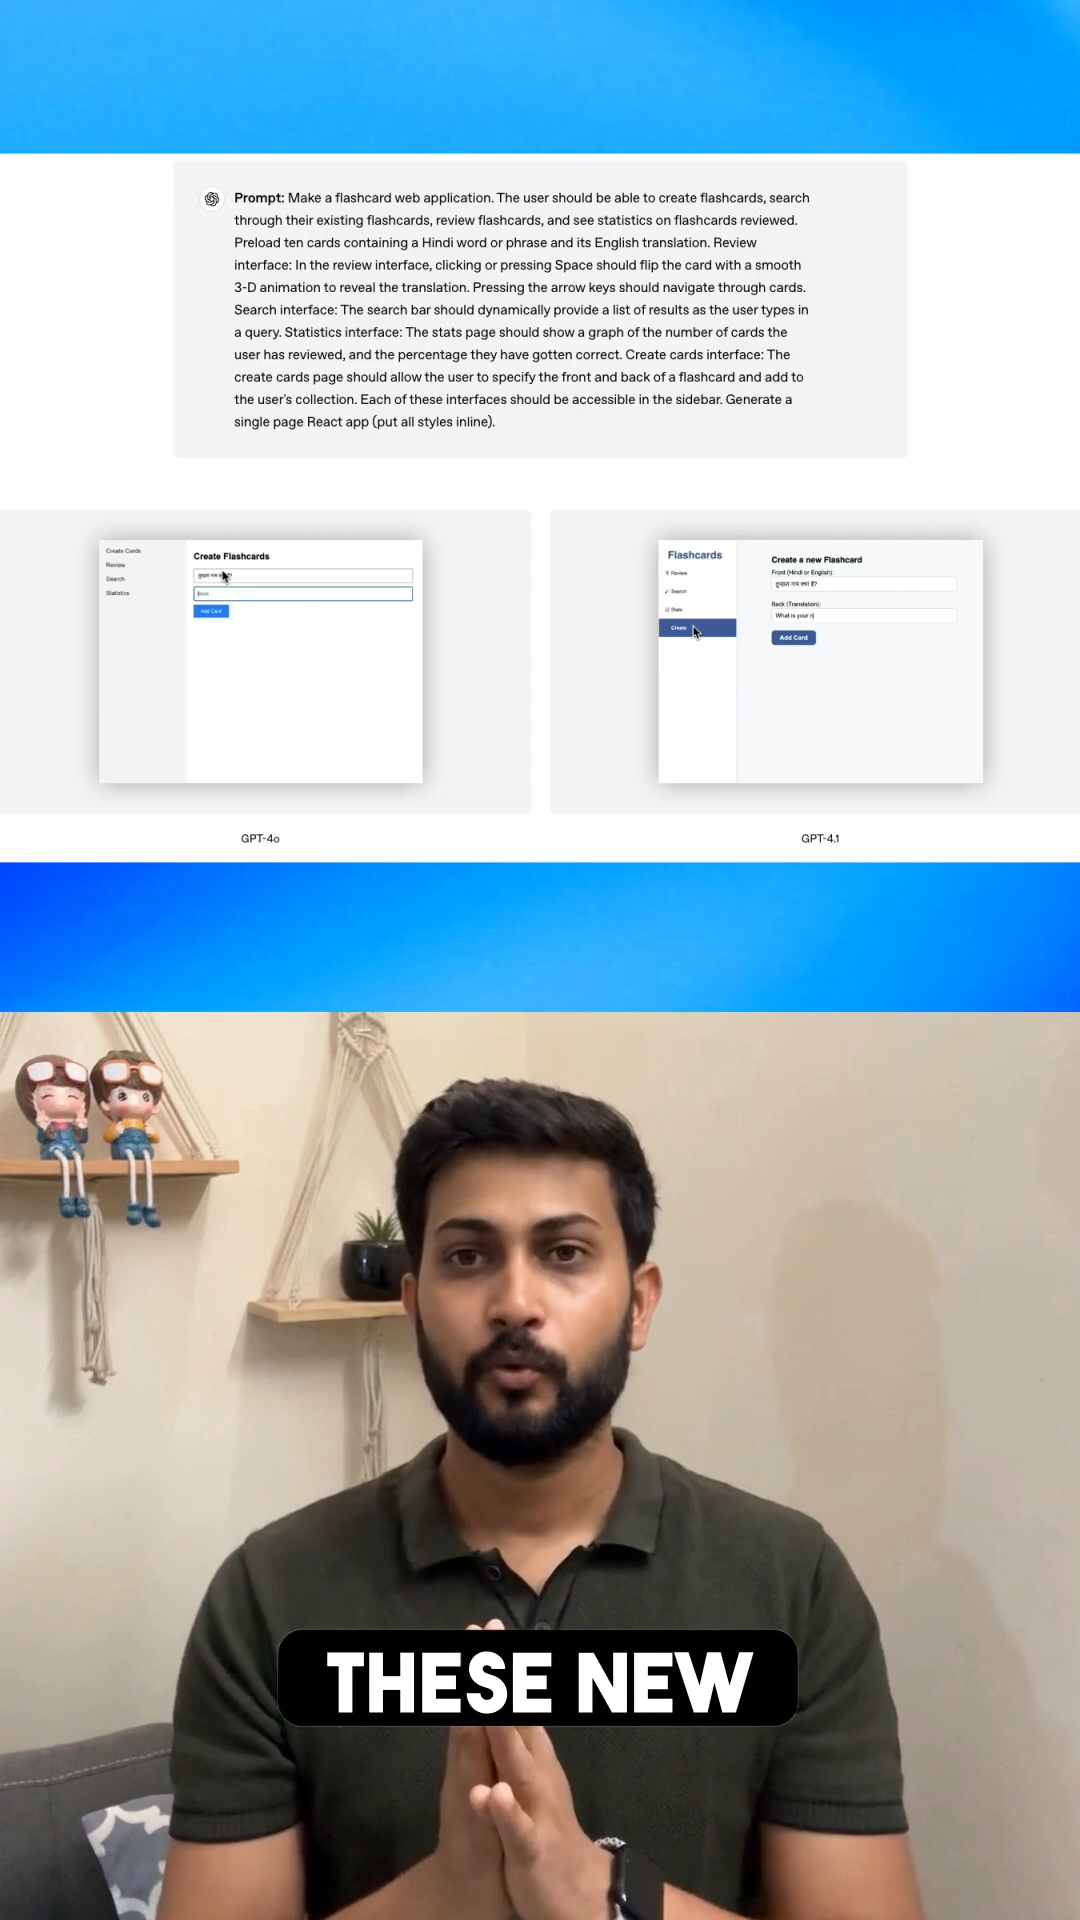 Prompt: Make a flashcard web application. The user should be able to create flashcards, search
through their existing flashcards, review flashcards, and see statistics on flashcards reviewed.
Preload ten cards containing a Hindi word or phrase and its English translation. Review
interface: In the review interface, clicking or pressing Space should flip the card with a smooth
3-D animation to reveal the translation. Pressing the arrow keys should navigate through cards.
Search interface: The search bar should dynamically provide a list of results as the user types in
a query. Statistics interface: The stats page should show a graph of the number of cards the
user has reviewed, and the percentage they have gotten correct. Create cards interface: The
create cards page should allow the user to specify the front and back of a flashcard and add to
the user's collection. Each of these interfaces should be accessible in the sidebar. Generate a
single page React app (put all styles inline).
Create Cards
Review
Search
Statistics
Create Flashcards
तुम्हारा नाम
Back
Add Card
GPT-4o
Flashcards
Review
Search
Stats
Create
Create a new Flashcard
Front (Hindi or English):
तुम्हारा नाम क्या है?
Back (Translation):
What is your n
Add Card
GPT-4.1
THESE NEW